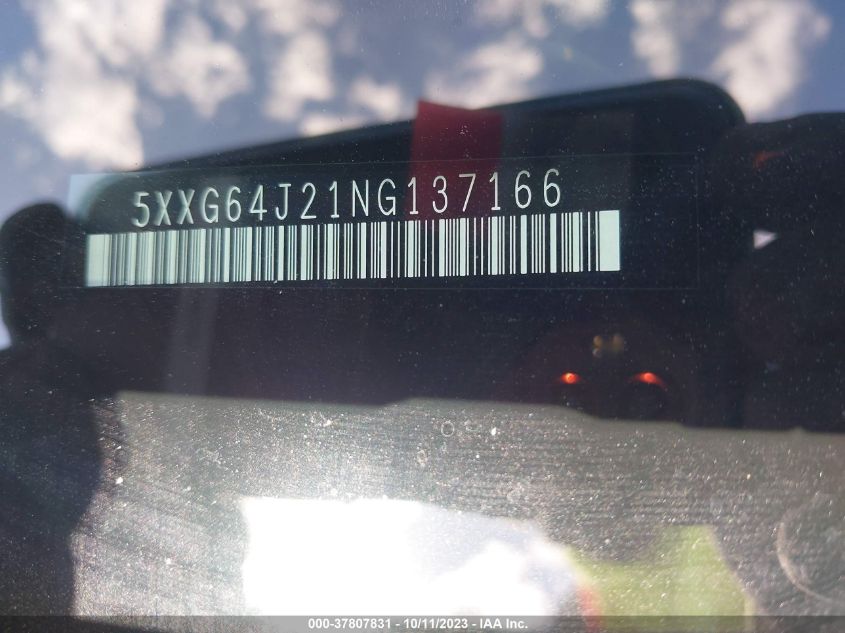 5XXG64J21NG137166
000-37807831 - 10/11/2023 - IAA Inc.